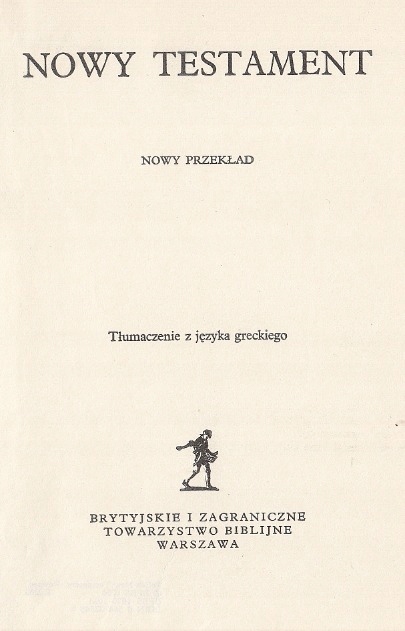 NOWY TESTAMENT
NOWY PRZEKŁAD
Tłumaczenie z języka greckiego
BRYTYJSKIE I ZAGRANICZNE
TOWARZYSTWO BIBLIJNE
WARSZAWA